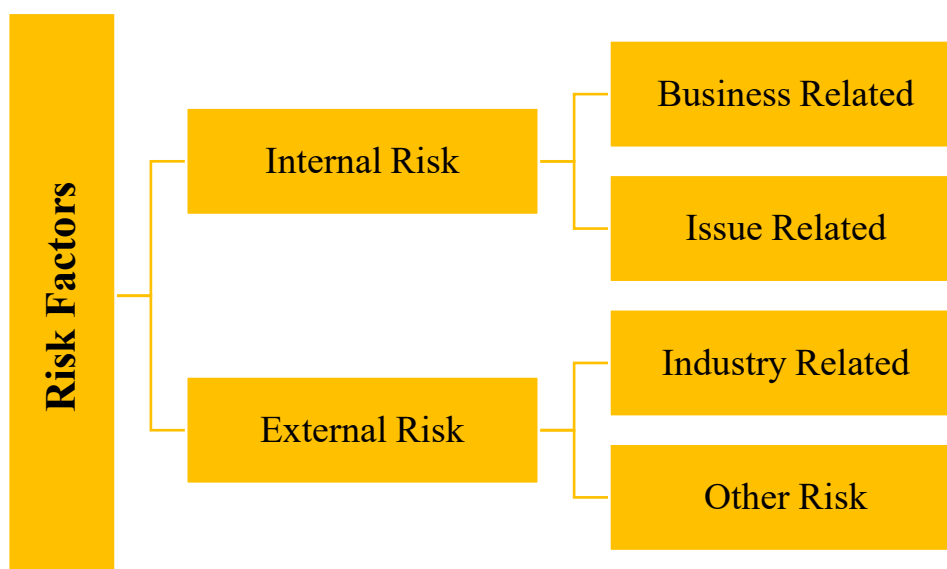 Risk Factors
Internal Risk
Business Related
Issue Related
External Risk
Industry Related
Other Risk